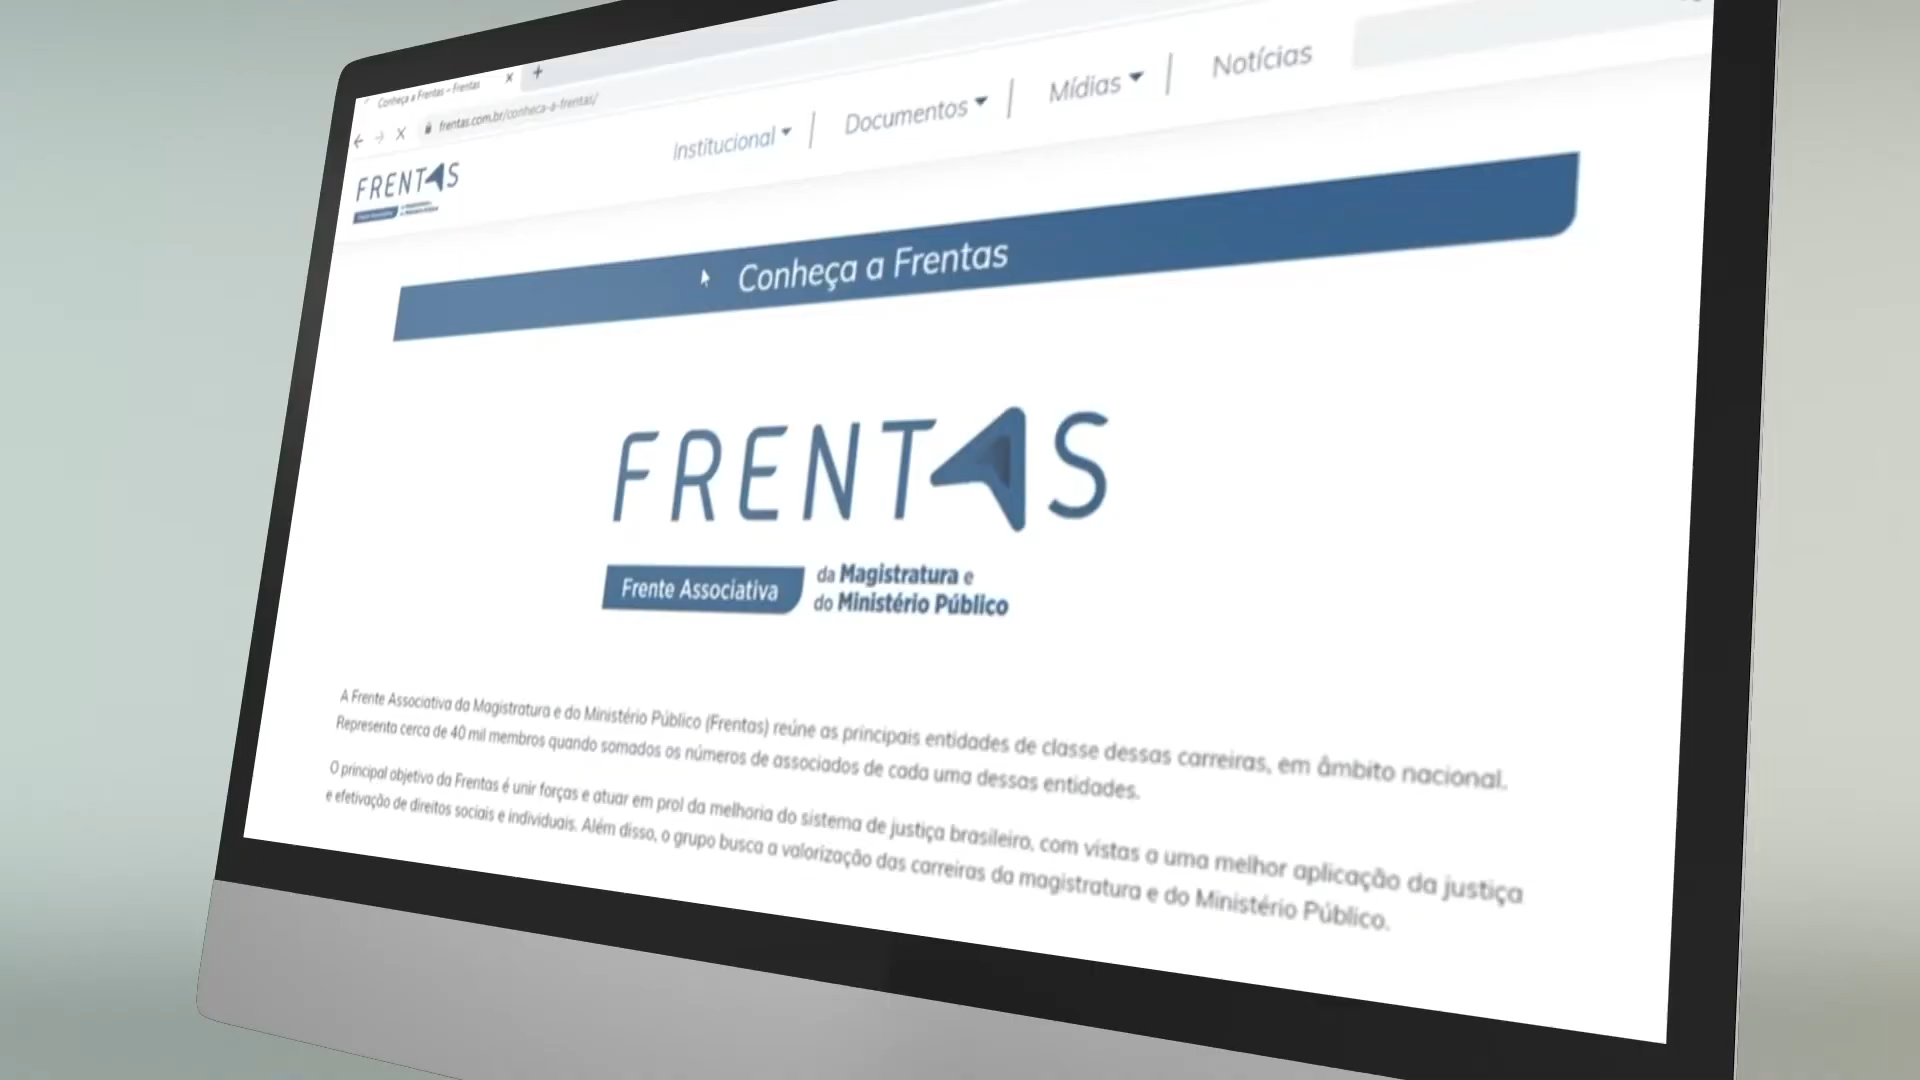 Conheça a Frentas – Frentas
frentas.com.br/conheca-a-frentas/
FRENTAS
Institucional
Documentos
Mídias
Notícias
Conheça a Frentas
FRENTAS
Frente Associativa
da Magistratura e
do Ministério Público
A Frente Associativa da Magistratura e do Ministério Público (Frentas) reúne as principais entidades de classe dessas carreiras, em âmbito nacional.
Representa cerca de 40 mil membros quando somados os números de associados de cada uma dessas entidades.
O principal objetivo da Frentas é unir forças e atuar em prol da melhoria do sistema de justiça brasileiro, com vistas a uma melhor aplicação da justiça
e efetivação de direitos sociais e individuais. Além disso, o grupo busca a valorização das carreiras da magistratura e do Ministério Público.